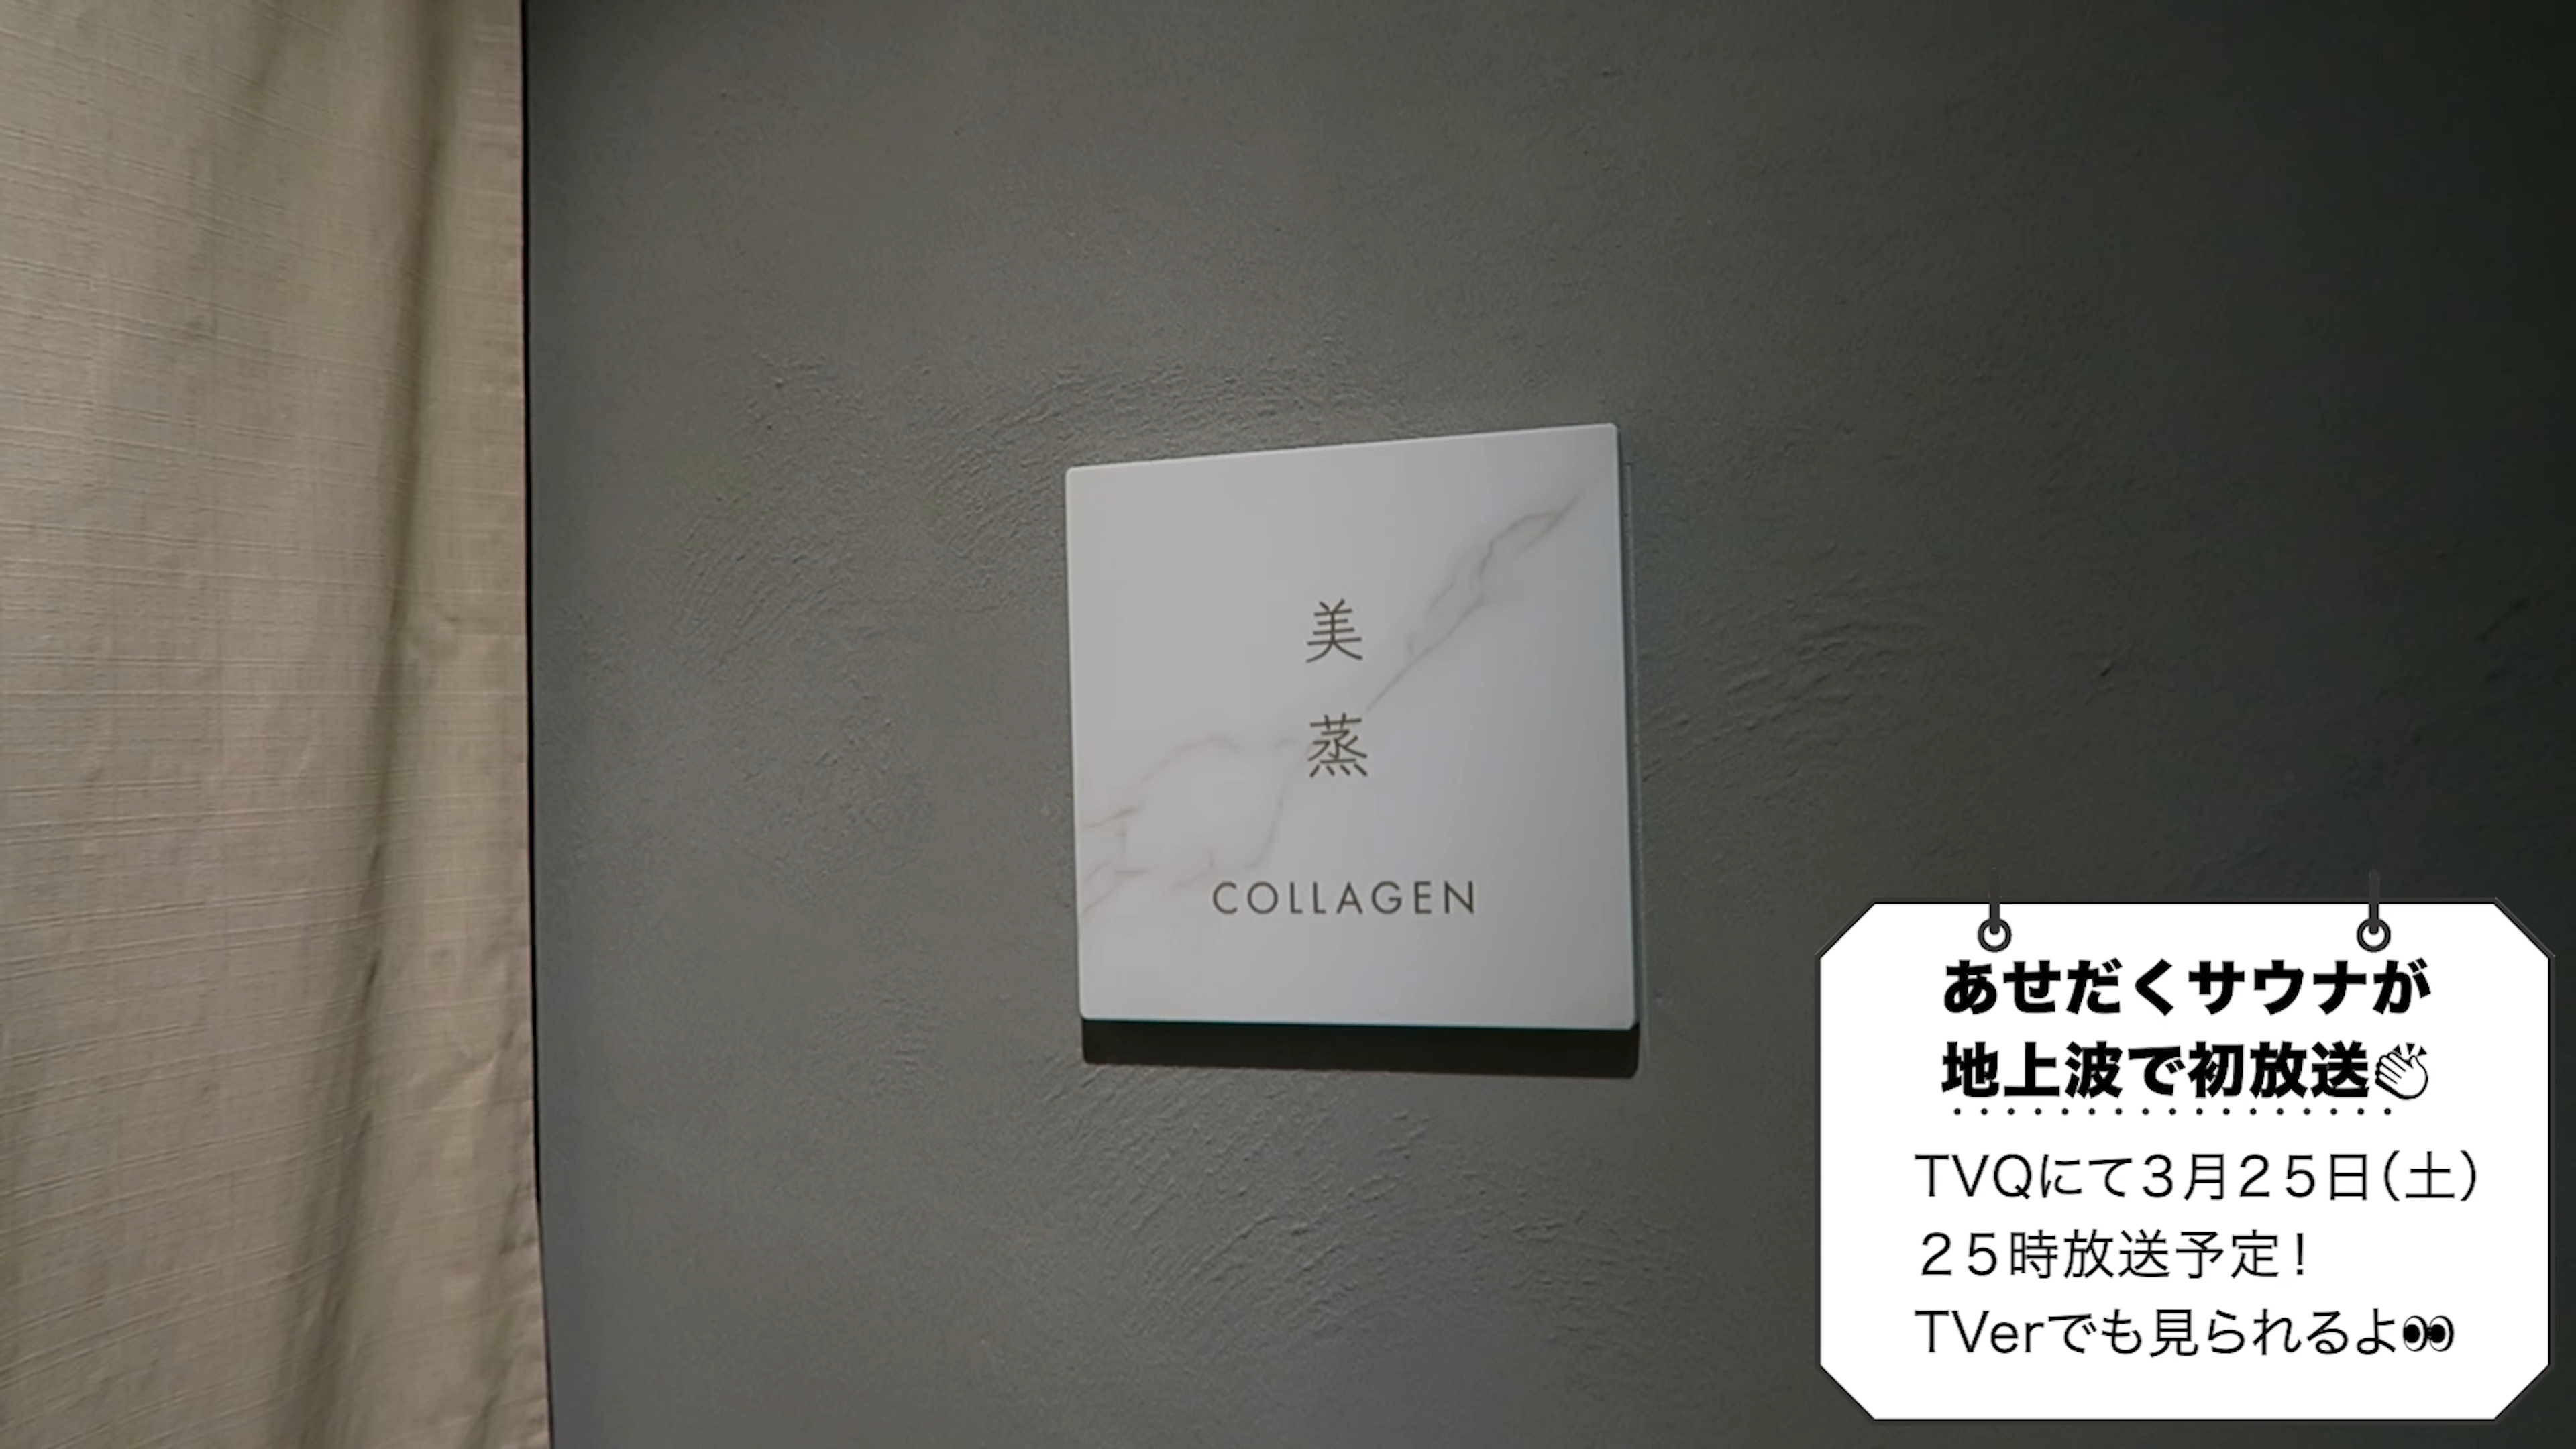 美
蒸
COLLAGEN
あせだくサウナが
地上波で初放送👏
TVQにて3月25日(土)
25時放送予定!
TVerでも見られるよ👀